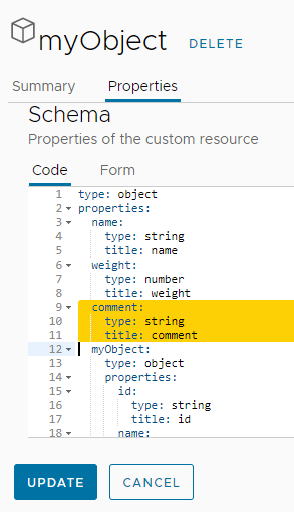 myObject DELETE
Summary Properties
Schema
Properties of the custom resource
Code Form
1 type: object
2 properties:
3 name:
4 type: string
5 title: name
6 weight:
7 type: number
8 title: weight
9 comment:
10 type: string
11 title: comment
12 myObject:
13 type: object
14 properties:
15 id:
16 type: string
17 title: id
18 name:
UPDATE CANCEL